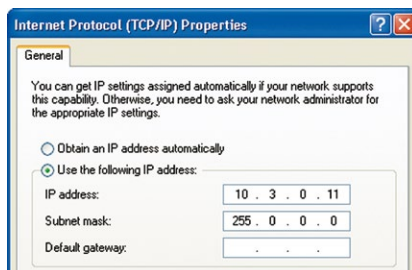 Internet Protocol (TCP/IP) Properties
General
You can get IP settings assigned automatically if your network supports
this capability. Otherwise, you need to ask your network administrator for
the appropriate IP settings.
Obtain an IP address automatically
Use the following IP address:
IP address: 10 . 3 . 0 . 11
Subnet mask: 255 . 0 . 0 . 0
Default gateway: . . .